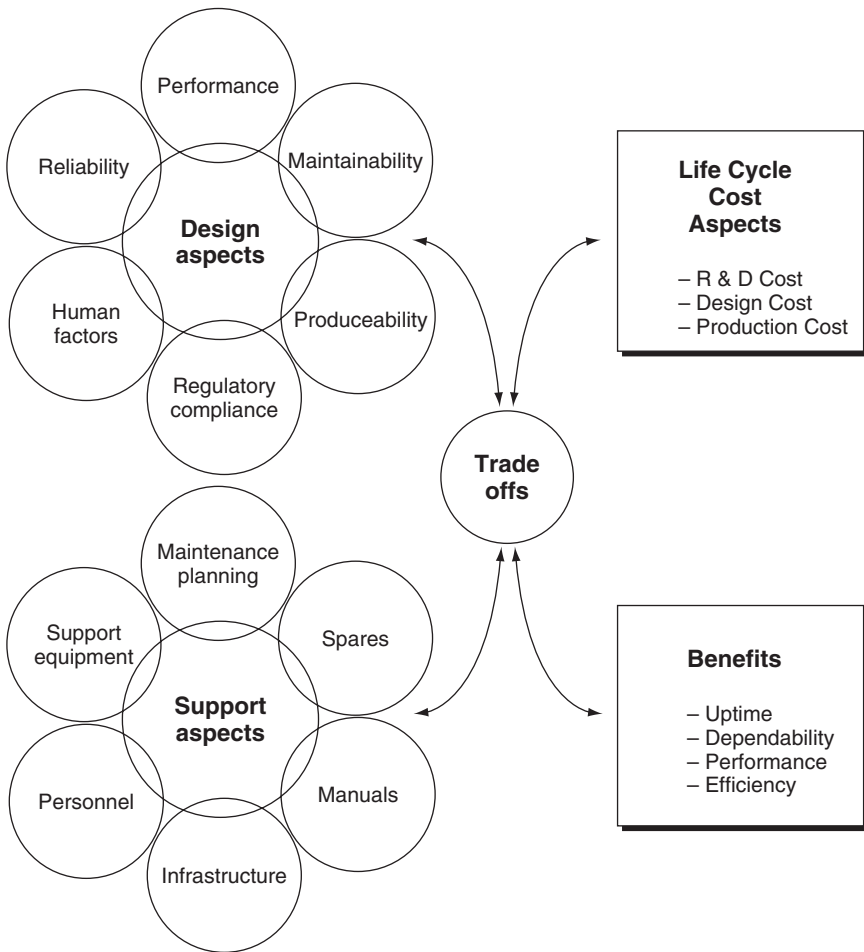 Performance
Reliability
Maintainability
Design
aspects
Human
factors
Produceability
Regulatory
compliance
Maintenance
planning
Support
equipment
Spares
Support
aspects
Personnel
Manuals
Infrastructure
Trade
offs
Life Cycle
Cost
Aspects
– R & D Cost
– Design Cost
– Production Cost
Benefits
– Uptime
– Dependability
– Performance
– Efficiency